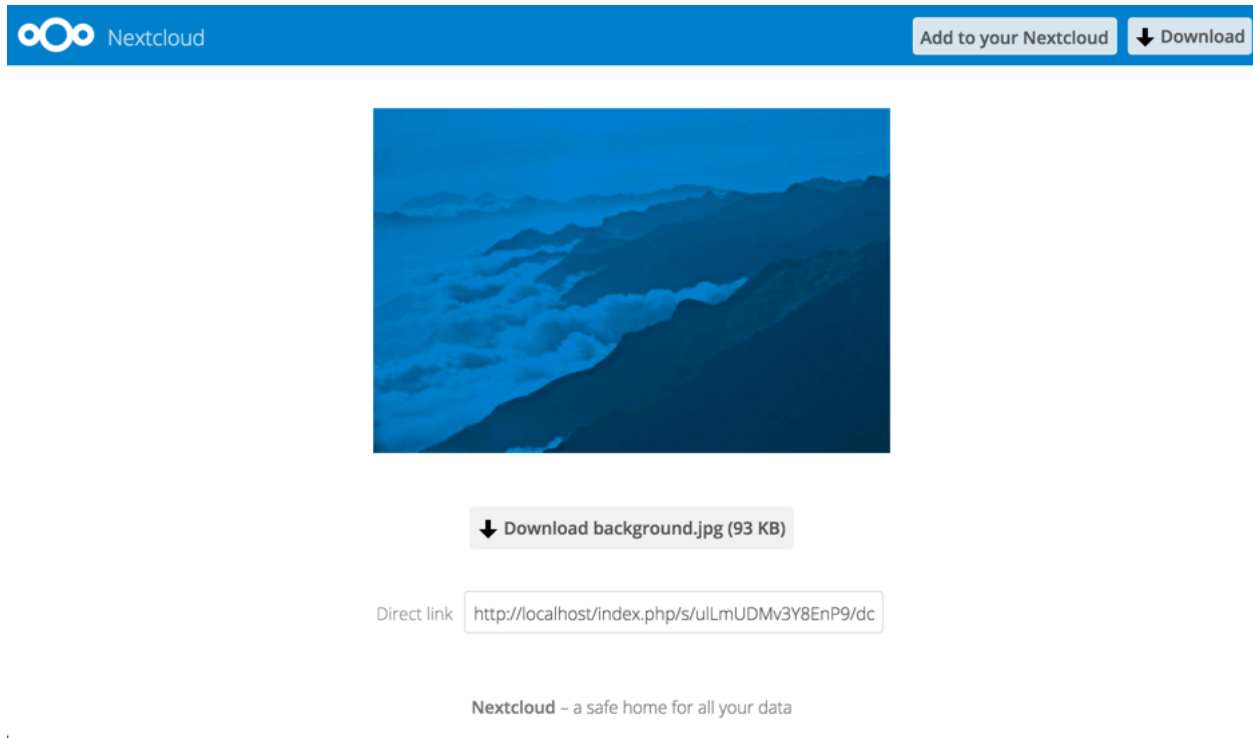 Nextcloud
Add to your Nextcloud
Download
Download background.jpg (93 KB)
Direct link http://localhost/index.php/s/ulLmUDMv3Y8EnP9/dc
Nextcloud – a safe home for all your data